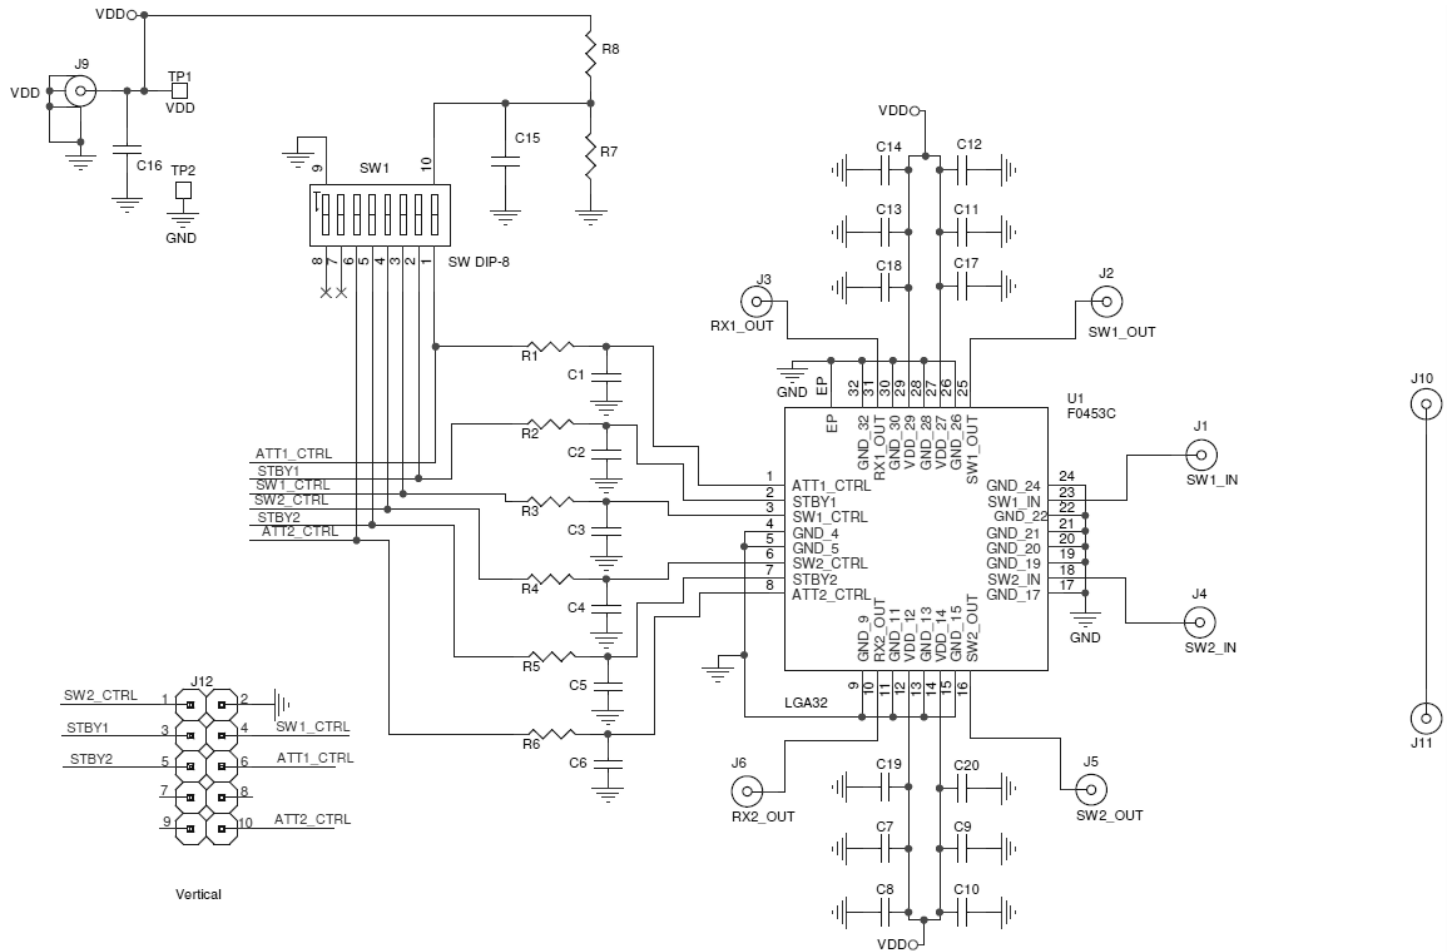 VDD
J9
VDD
TP1
VDD
C16
TP2
GND
R8
C15
R7
SW1
9
10
SW DIP-8
8
7
6
5
4
3
2
1
VDD
C14
C12
C13
C11
C18
C17
J3
RX1_OUT
J2
SW1_OUT
R1
C1
R2
C2
R3
C3
R4
C4
R5
C5
R6
C6
ATT1_CTRL
STBY1
SW1_CTRL
SW2_CTRL
STBY2
ATT2_CTRL
GND
EP
32
31
30
29
28
27
26
25
U1
F0453C
EP
GND_32
RX1_OUT
GND_30
VDD_29
GND_28
VDD_27
GND_26
SW1_OUT
1
2
3
4
5
6
7
8
ATT1_CTRL
STBY1
SW1_CTRL
GND_4
GND_5
SW2_CTRL
STBY2
ATT2_CTRL
GND_24
SW1_IN
GND_22
GND_21
GND_20
GND_19
SW2_IN
GND_17
24
23
22
21
20
19
18
17
GND
GND_9
RX2_OUT
GND_11
VDD_12
GND_13
VDD_14
GND_15
SW2_OUT
LGA32
9
10
11
12
13
14
15
16
J1
SW1_IN
J4
SW2_IN
J10
J11
J6
RX2_OUT
J5
SW2_OUT
C19
C20
C7
C9
C8
C10
VDD
J12
SW2_CTRL
1
2
STBY1
3
4
SW1_CTRL
STBY2
5
6
ATT1_CTRL
7
8
9
10
ATT2_CTRL
Vertical